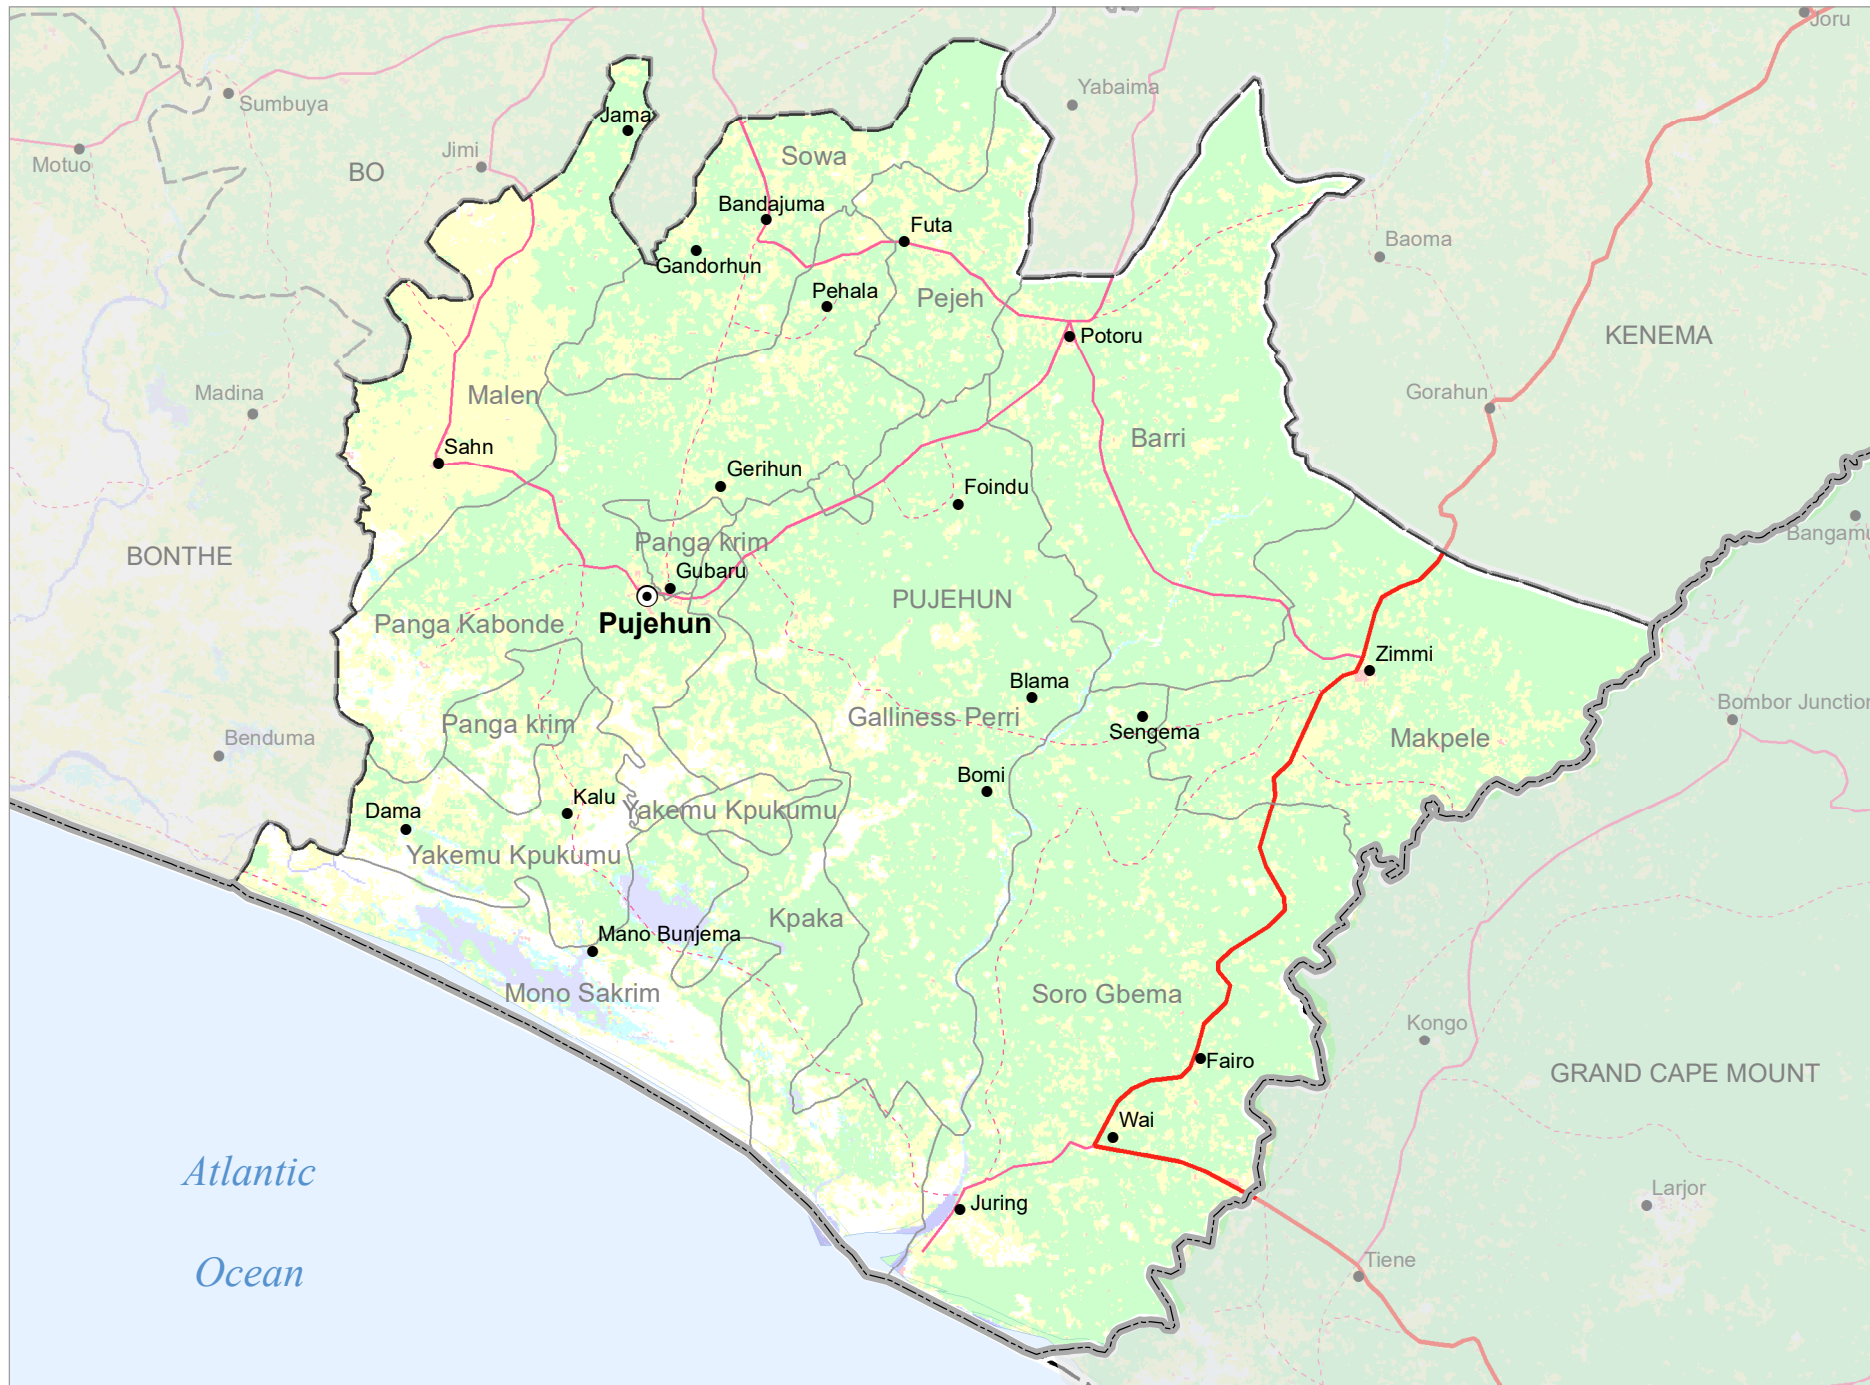 Joru
Yabaima
Sumbuya
Jama
Jimi
Sowa
Motuo
BO
Bandajuma
Futa
Baoma
Gandorhun
Pehala
Pejeh
Potoru
KENEMA
Madina
Malen
Gorahun
Barri
Sahn
Gerihun
Foindu
Bangamu
Panga krim
BONTHE
Gubaru
PUJEHUN
Panga Kabonde
Pujehun
Zimmi
Blama
Bombor Junction
Panga krim
Galliness Perri
Sengema
Makpele
Benduma
Bomi
Kalu
Dama
Yakemu Kpukumu
Yakemu Kpukumu
Kpaka
Mano Bunjema
Mono Sakrim
Soro Gbema
Kongo
Fairo
GRAND CAPE MOUNT
Wai
Atlantic
Larjor
Juring
Tiene
Ocean